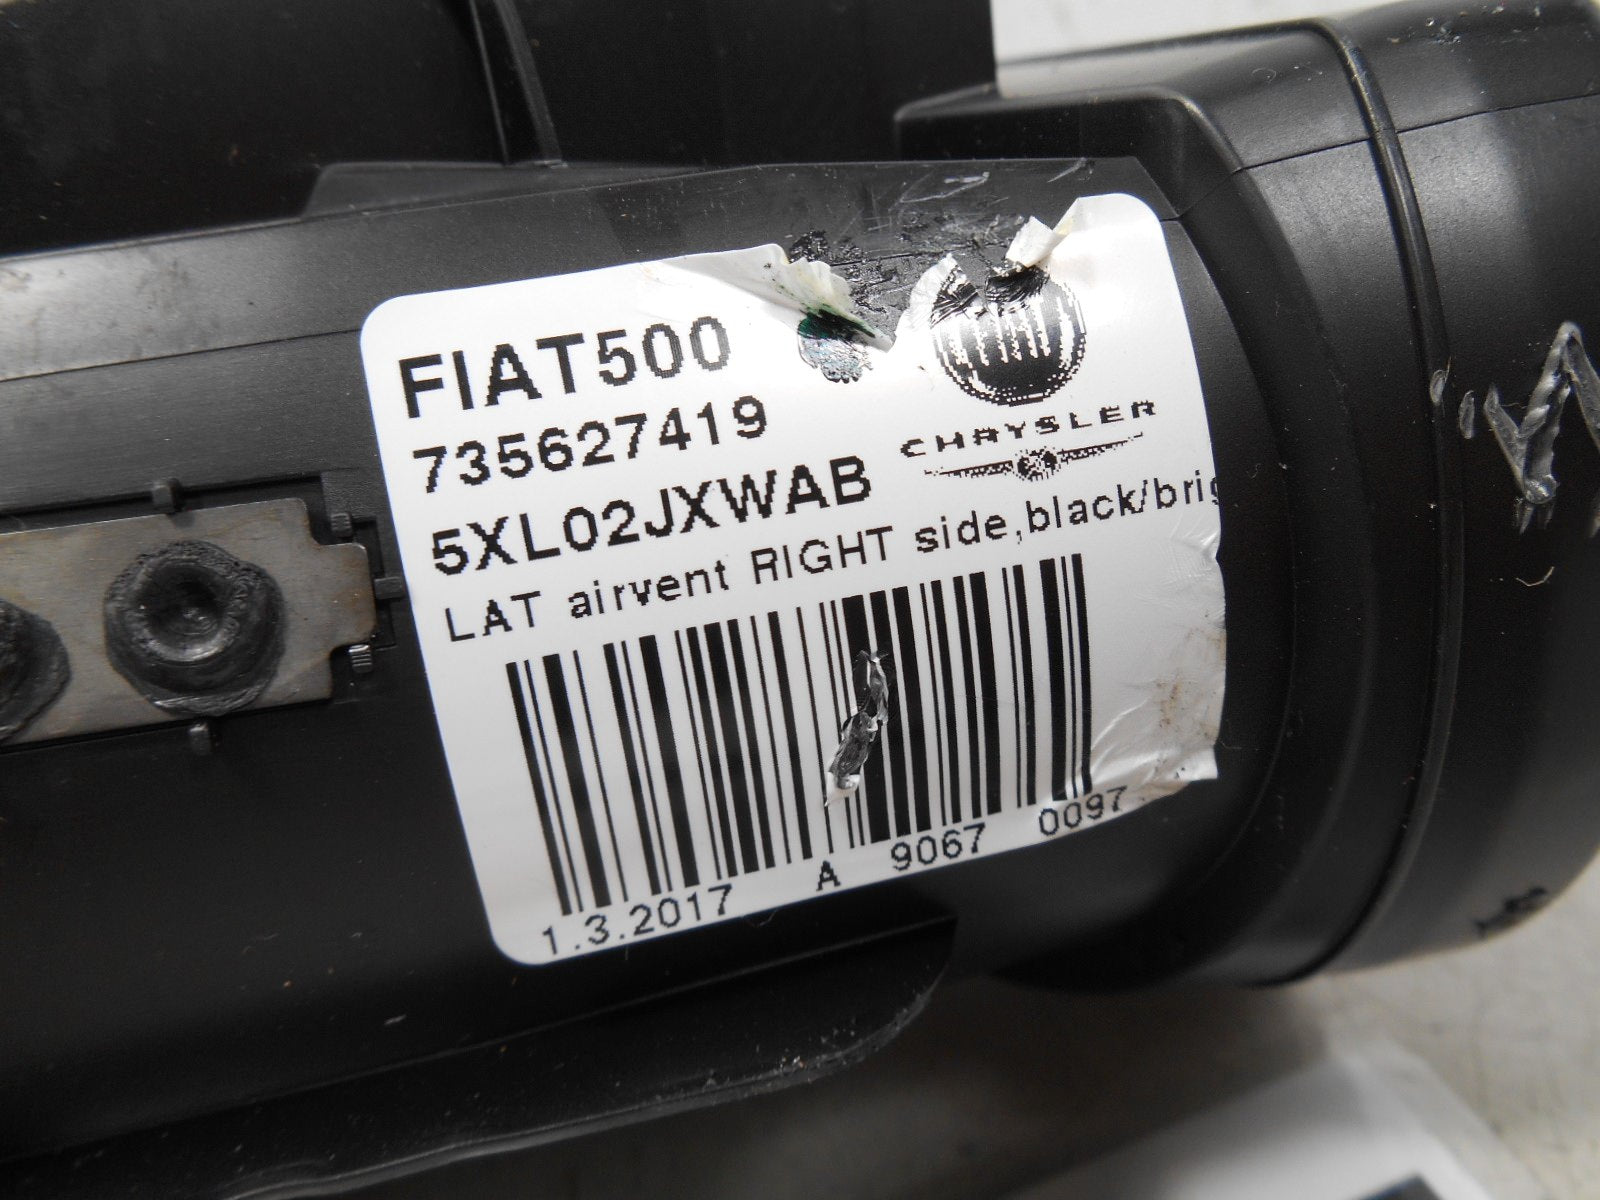 FIAT500
735627419
5XL02JXWAB
CHRYSLER
LAT airvent RIGHT side,black/brig
1.3.2017 A 9067 0097